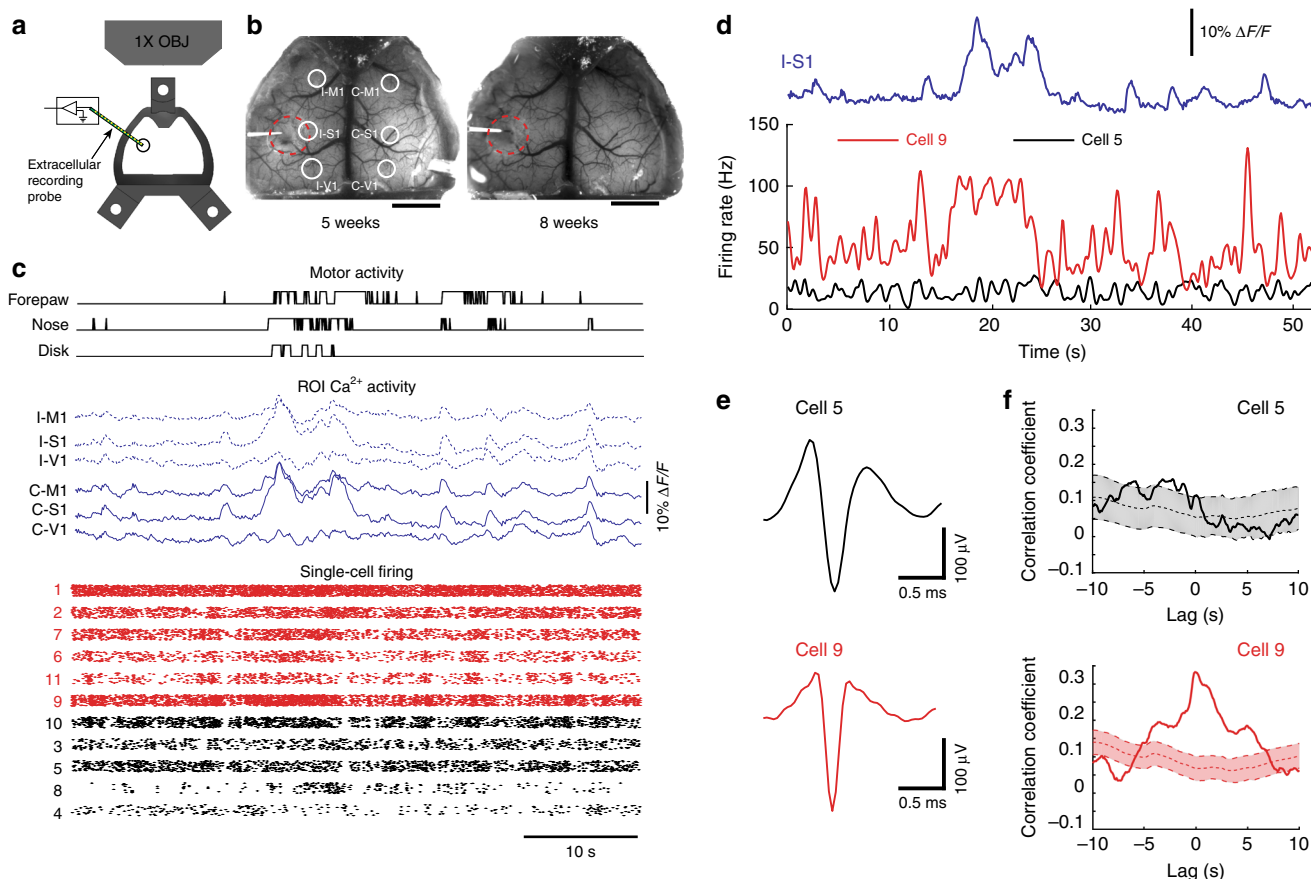 a
1X OBJ
Extracellular
recording
probe
b
I-M1
C-M1
I-S1
C-S1
I-V1
C-V1
5 weeks
8 weeks
c
Motor activity
Forepaw
Nose
Disk
ROI Ca2+ activity
I-M1
I-S1
I-V1
C-M1
C-S1
C-V1
10% ΔF/F
Single-cell firing
1
2
7
6
11
9
10
3
5
8
4
10 s
d
10% ΔF/F
I-S1
150
100
50
0
Firing rate (Hz)
Cell 9
Cell 5
0 10 20 30 40 50
Time (s)
e
Cell 5
100 µV
0.5 ms
Cell 9
100 µV
0.5 ms
f
Cell 5
Correlation coefficient
0.3
0.2
0.1
0
–0.1
–10 –5 0 5 10
Lag (s)
Cell 9
Correlation coefficient
0.3
0.2
0.1
0
–0.1
–10 –5 0 5 10
Lag (s)